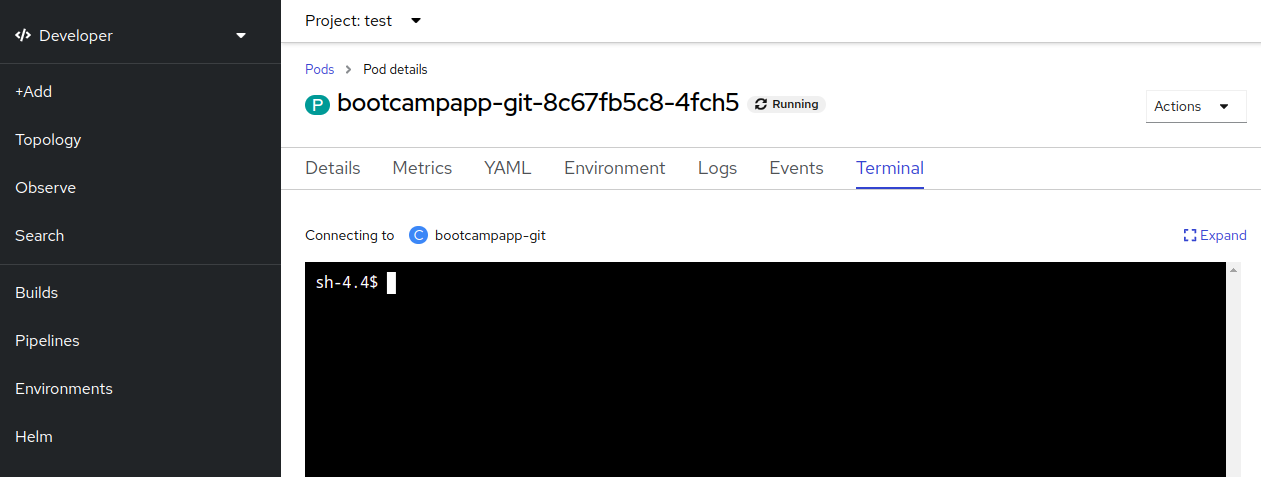 Developer
+Add
Topology
Observe
Search
Builds
Pipelines
Environments
Helm
Project: test
Pods > Pod details
P bootcampapp-git-8c67fb5c8-4fch5 Running
Actions
Details Metrics YAML Environment Logs Events Terminal
Connecting to C bootcampapp-git Expand
sh-4.4$